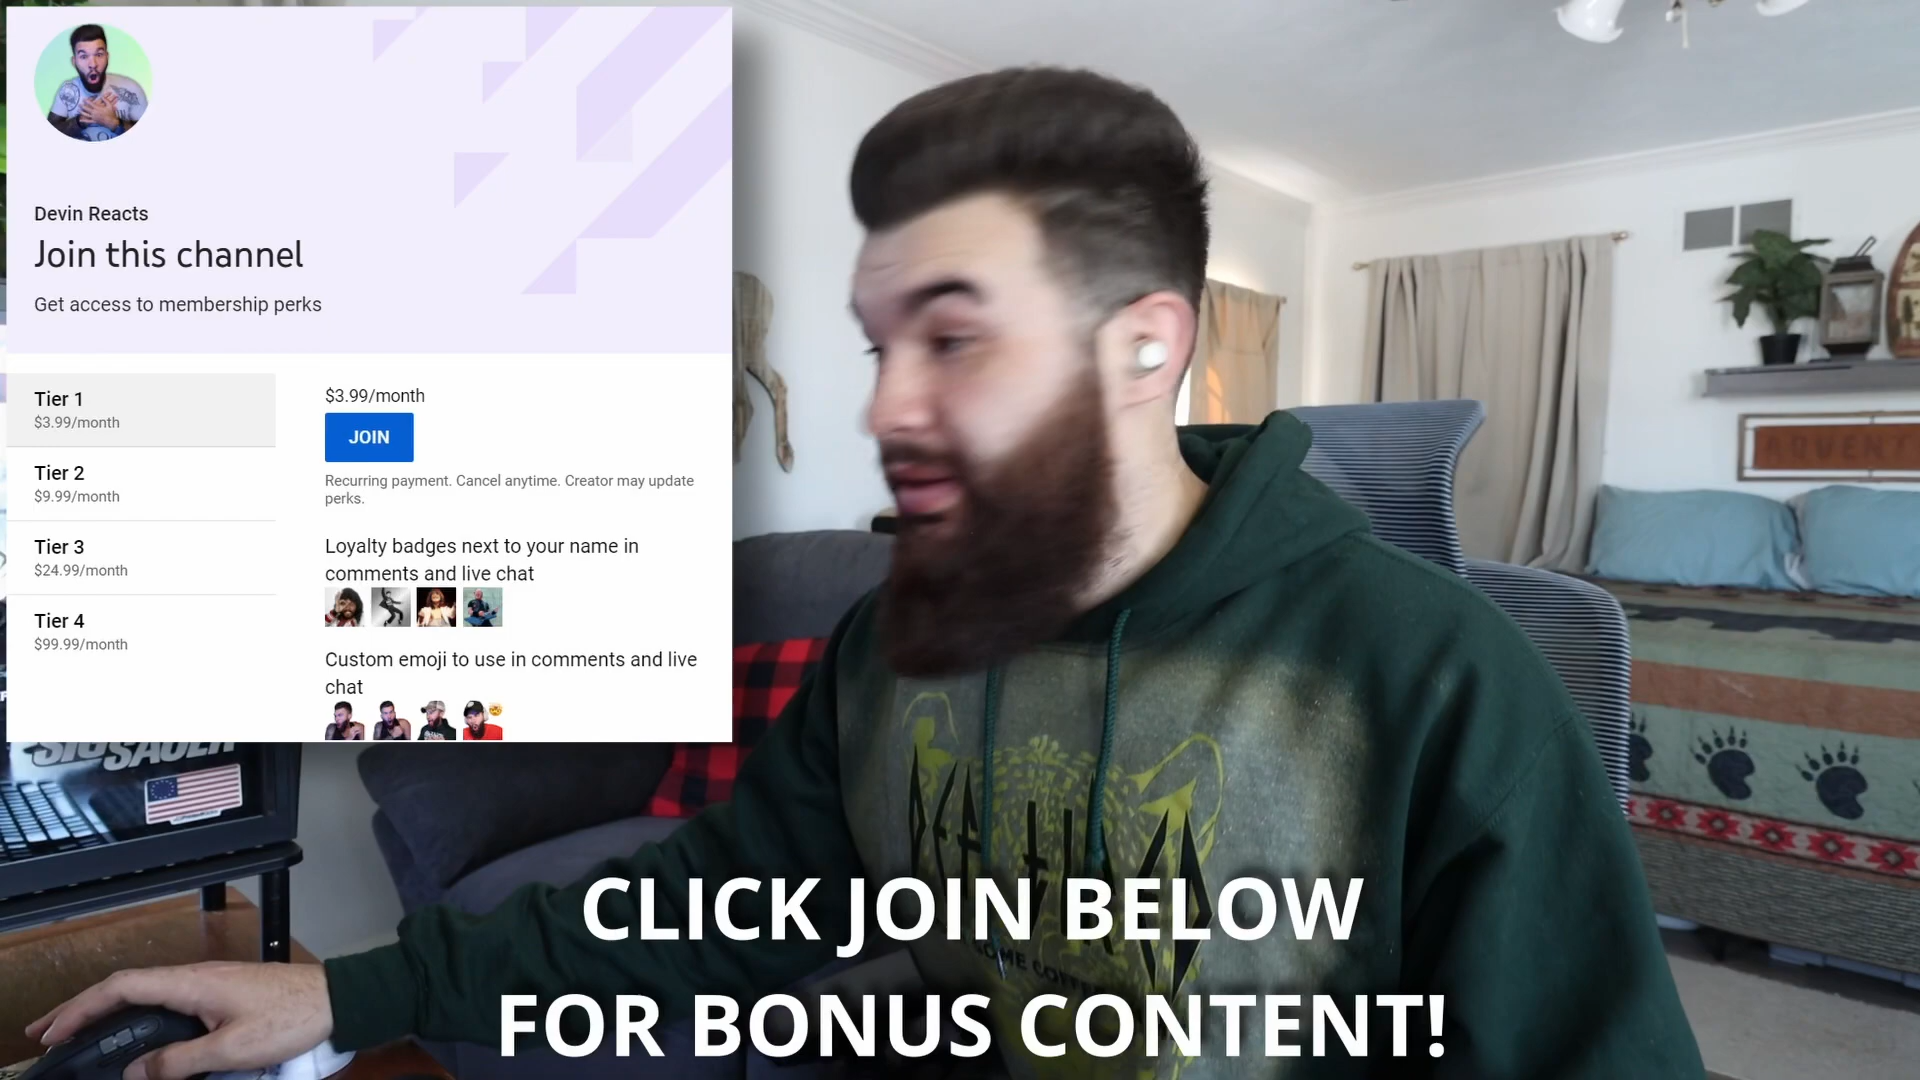 Devin Reacts
Join this channel
Get access to membership perks
Tier 1
$3.99/month
Tier 2
$9.99/month
Tier 3
$24.99/month
Tier 4
$99.99/month
$3.99/month
JOIN
Recurring payment. Cancel anytime. Creator may update
perks.
Loyalty badges next to your name in
comments and live chat
Custom emoji to use in comments and live
chat
SIG SAUER
CLICK JOIN BELOW
FOR BONUS CONTENT!